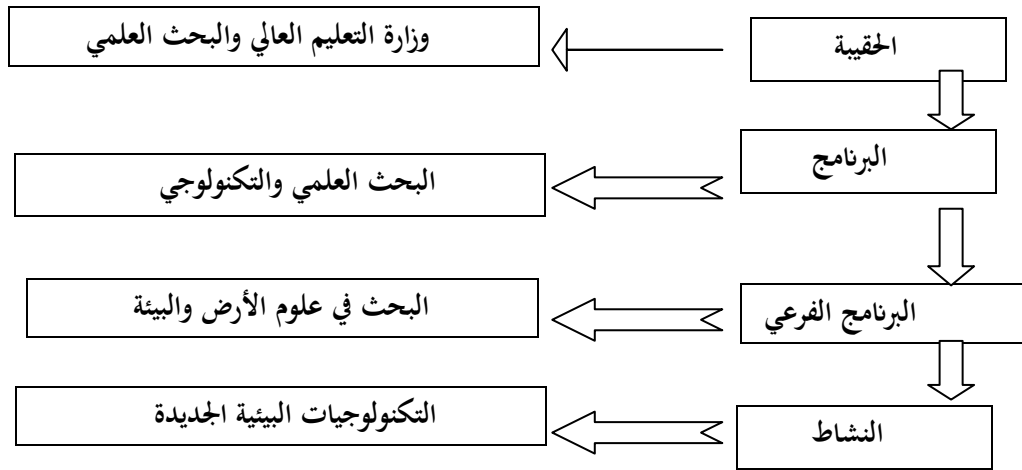 الحقيبة
وزارة التعليم العالي والبحث العلمي
البرنامج
البحث العلمي والتكنولوجي
البرنامج الفرعي
البحث في علوم الأرض والبيئة
النشاط
التكنولوجيات البيئية الجديدة